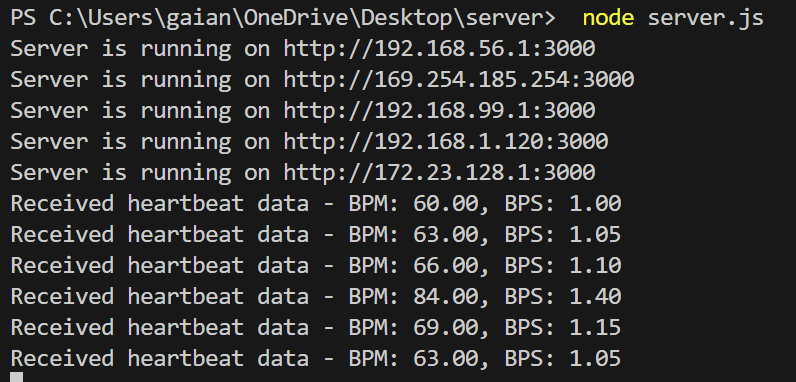 PS C:\Users\gaian\OneDrive\Desktop\server>  node server.js
Server is running on http://192.168.56.1:3000
Server is running on http://169.254.185.254:3000
Server is running on http://192.168.99.1:3000
Server is running on http://192.168.1.120:3000
Server is running on http://172.23.128.1:3000
Received heartbeat data - BPM: 60.00, BPS: 1.00
Received heartbeat data - BPM: 63.00, BPS: 1.05
Received heartbeat data - BPM: 66.00, BPS: 1.10
Received heartbeat data - BPM: 84.00, BPS: 1.40
Received heartbeat data - BPM: 69.00, BPS: 1.15
Received heartbeat data - BPM: 63.00, BPS: 1.05